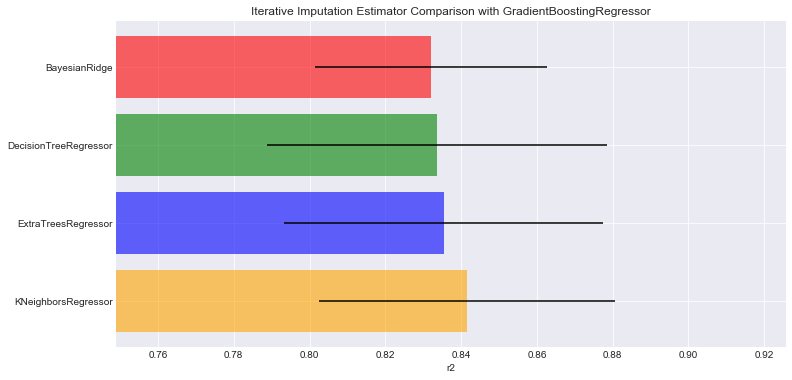 Iterative Imputation Estimator Comparison with GradientBoostingRegressor
BayesianRidge
DecisionTreeRegressor
ExtraTreesRegressor
KNeighborsRegressor
0.76 0.78 0.80 0.82 0.84 0.86 0.88 0.90 0.92
r2